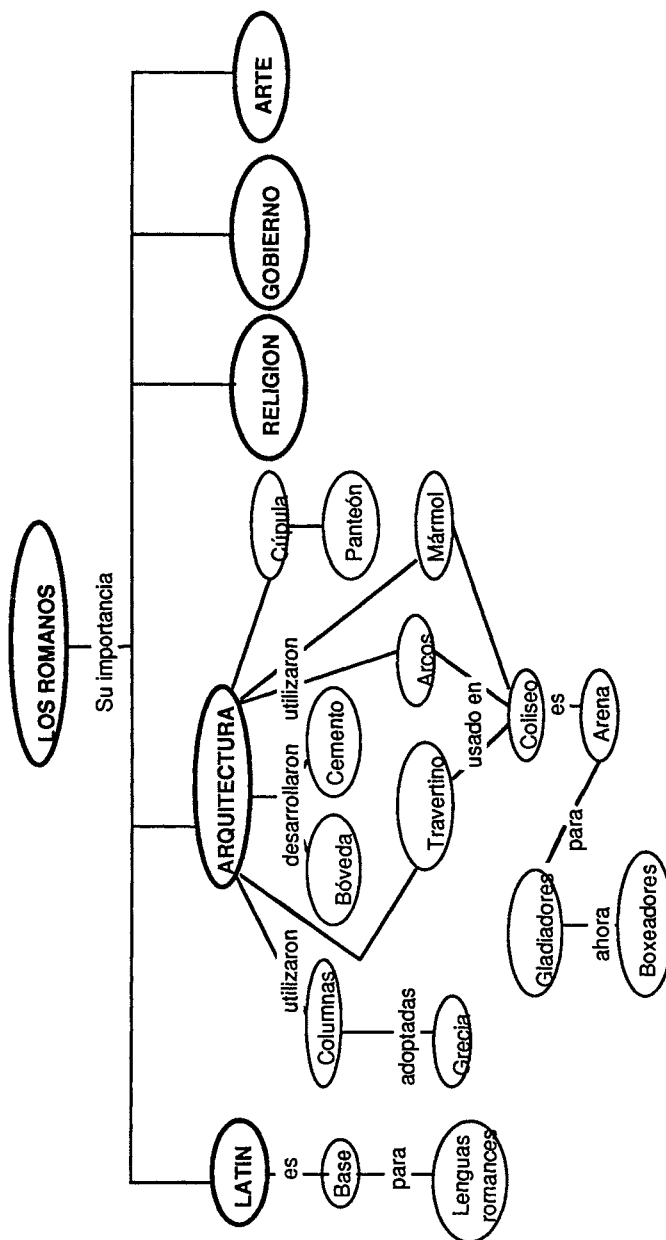 LOS ROMANOS
Su importancia
LATIN
ARQUITECTURA
RELIGION
GOBIERNO
ARTE
es
Base
para
Lenguas
romances
utilizaron
Columnas
adoptadas
Grecia
desarrollaron
Bóveda
Cemento
utilizaron
Cúpula
Panteón
Travertino
Arcos
Mármol
usado en
Coliseo
es
Arena
para
Gladiadores
ahora
Boxeadores